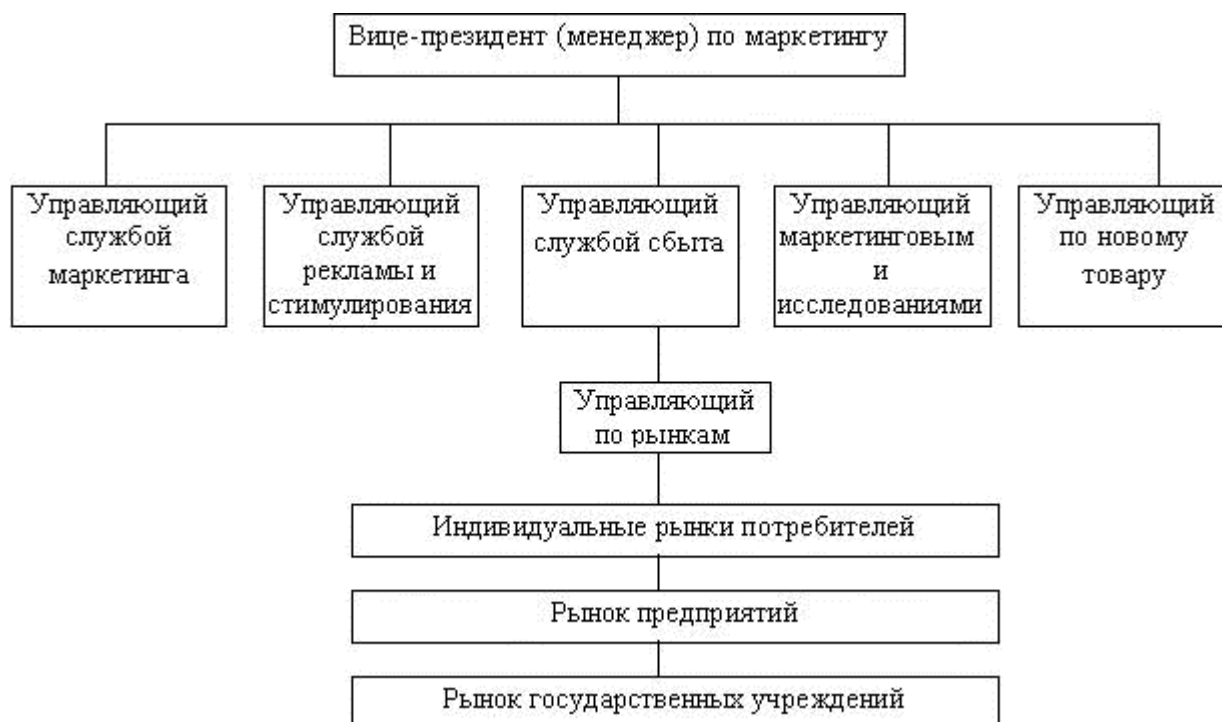 Вице-президент (менеджер) по маркетингу
Управляющий
службой
маркетинга
Управляющий
службой
рекламы и
стимулирования
Управляющий
службой сбыта
Управляющий
маркетинговым
и
исследованиями
Управляющий
по новому
товару
Управляющий
по рынкам
Индивидуальные рынки потребителей
Рынок предприятий
Рынок государственных учреждений